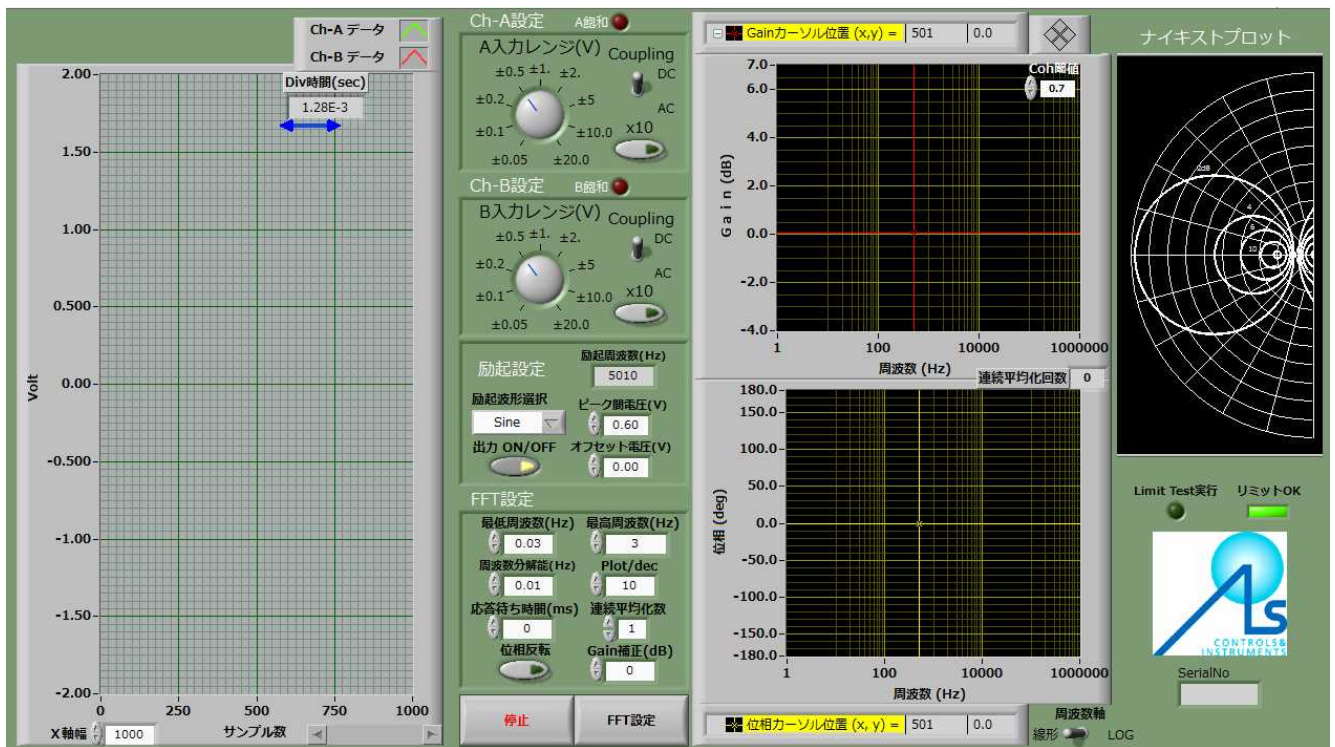 Ch-A データ
Ch-B データ
Div時間(sec)
1.28E-3
2.00
1.50
1.00
0.500
0.00
-0.500
-1.00
-1.50
-2.00
Volt
0 250 500 750 1000
X軸幅 1000 サンプル数
Ch-A設定 A飽和
A入力レンジ(V) Coupling
±0.5 ±1. ±2. DC
±0.2 ±5 AC
±0.1 ±10.0 x10
±0.05 ±20.0
Ch-B設定 B飽和
B入力レンジ(V) Coupling
±0.5 ±1. ±2. DC
±0.2 ±5 AC
±0.1 ±10.0 x10
±0.05 ±20.0
励起設定 励起周波数(Hz)
5010
励起波形選択 ピーク間電圧(V)
Sine 0.60
出力 ON/OFF オフセット電圧(V)
0.00
FFT設定
最低周波数(Hz) 最高周波数(Hz)
0.03 3
周波数分解能(Hz) Plot/dec
0.01 10
応答待ち時間(ms) 連続平均化数
0 1
位相反転 Gain補正(dB)
0
停止 FFT設定
Gainカーソル位置 (x,y) = 501 0.0
Coh閾値
0.7
7.0
6.0
4.0
2.0
0.0
-2.0
-4.0
Gain (dB)
1 100 10000 1000000
周波数 (Hz)
連続平均化回数 0
180.0
150.0
100.0
50.0
0.0
-50.0
-100.0
-150.0
-180.0
位相 (deg)
1 100 10000 1000000
周波数 (Hz)
位相カーソル位置 (x, y) = 501 0.0
周波数軸
線形 LOG
ナイキストプロット
2dB
4
6
10
Limit Test実行 リミットOK
ALS
CONTROLS&
INSTRUMENTS
SerialNo